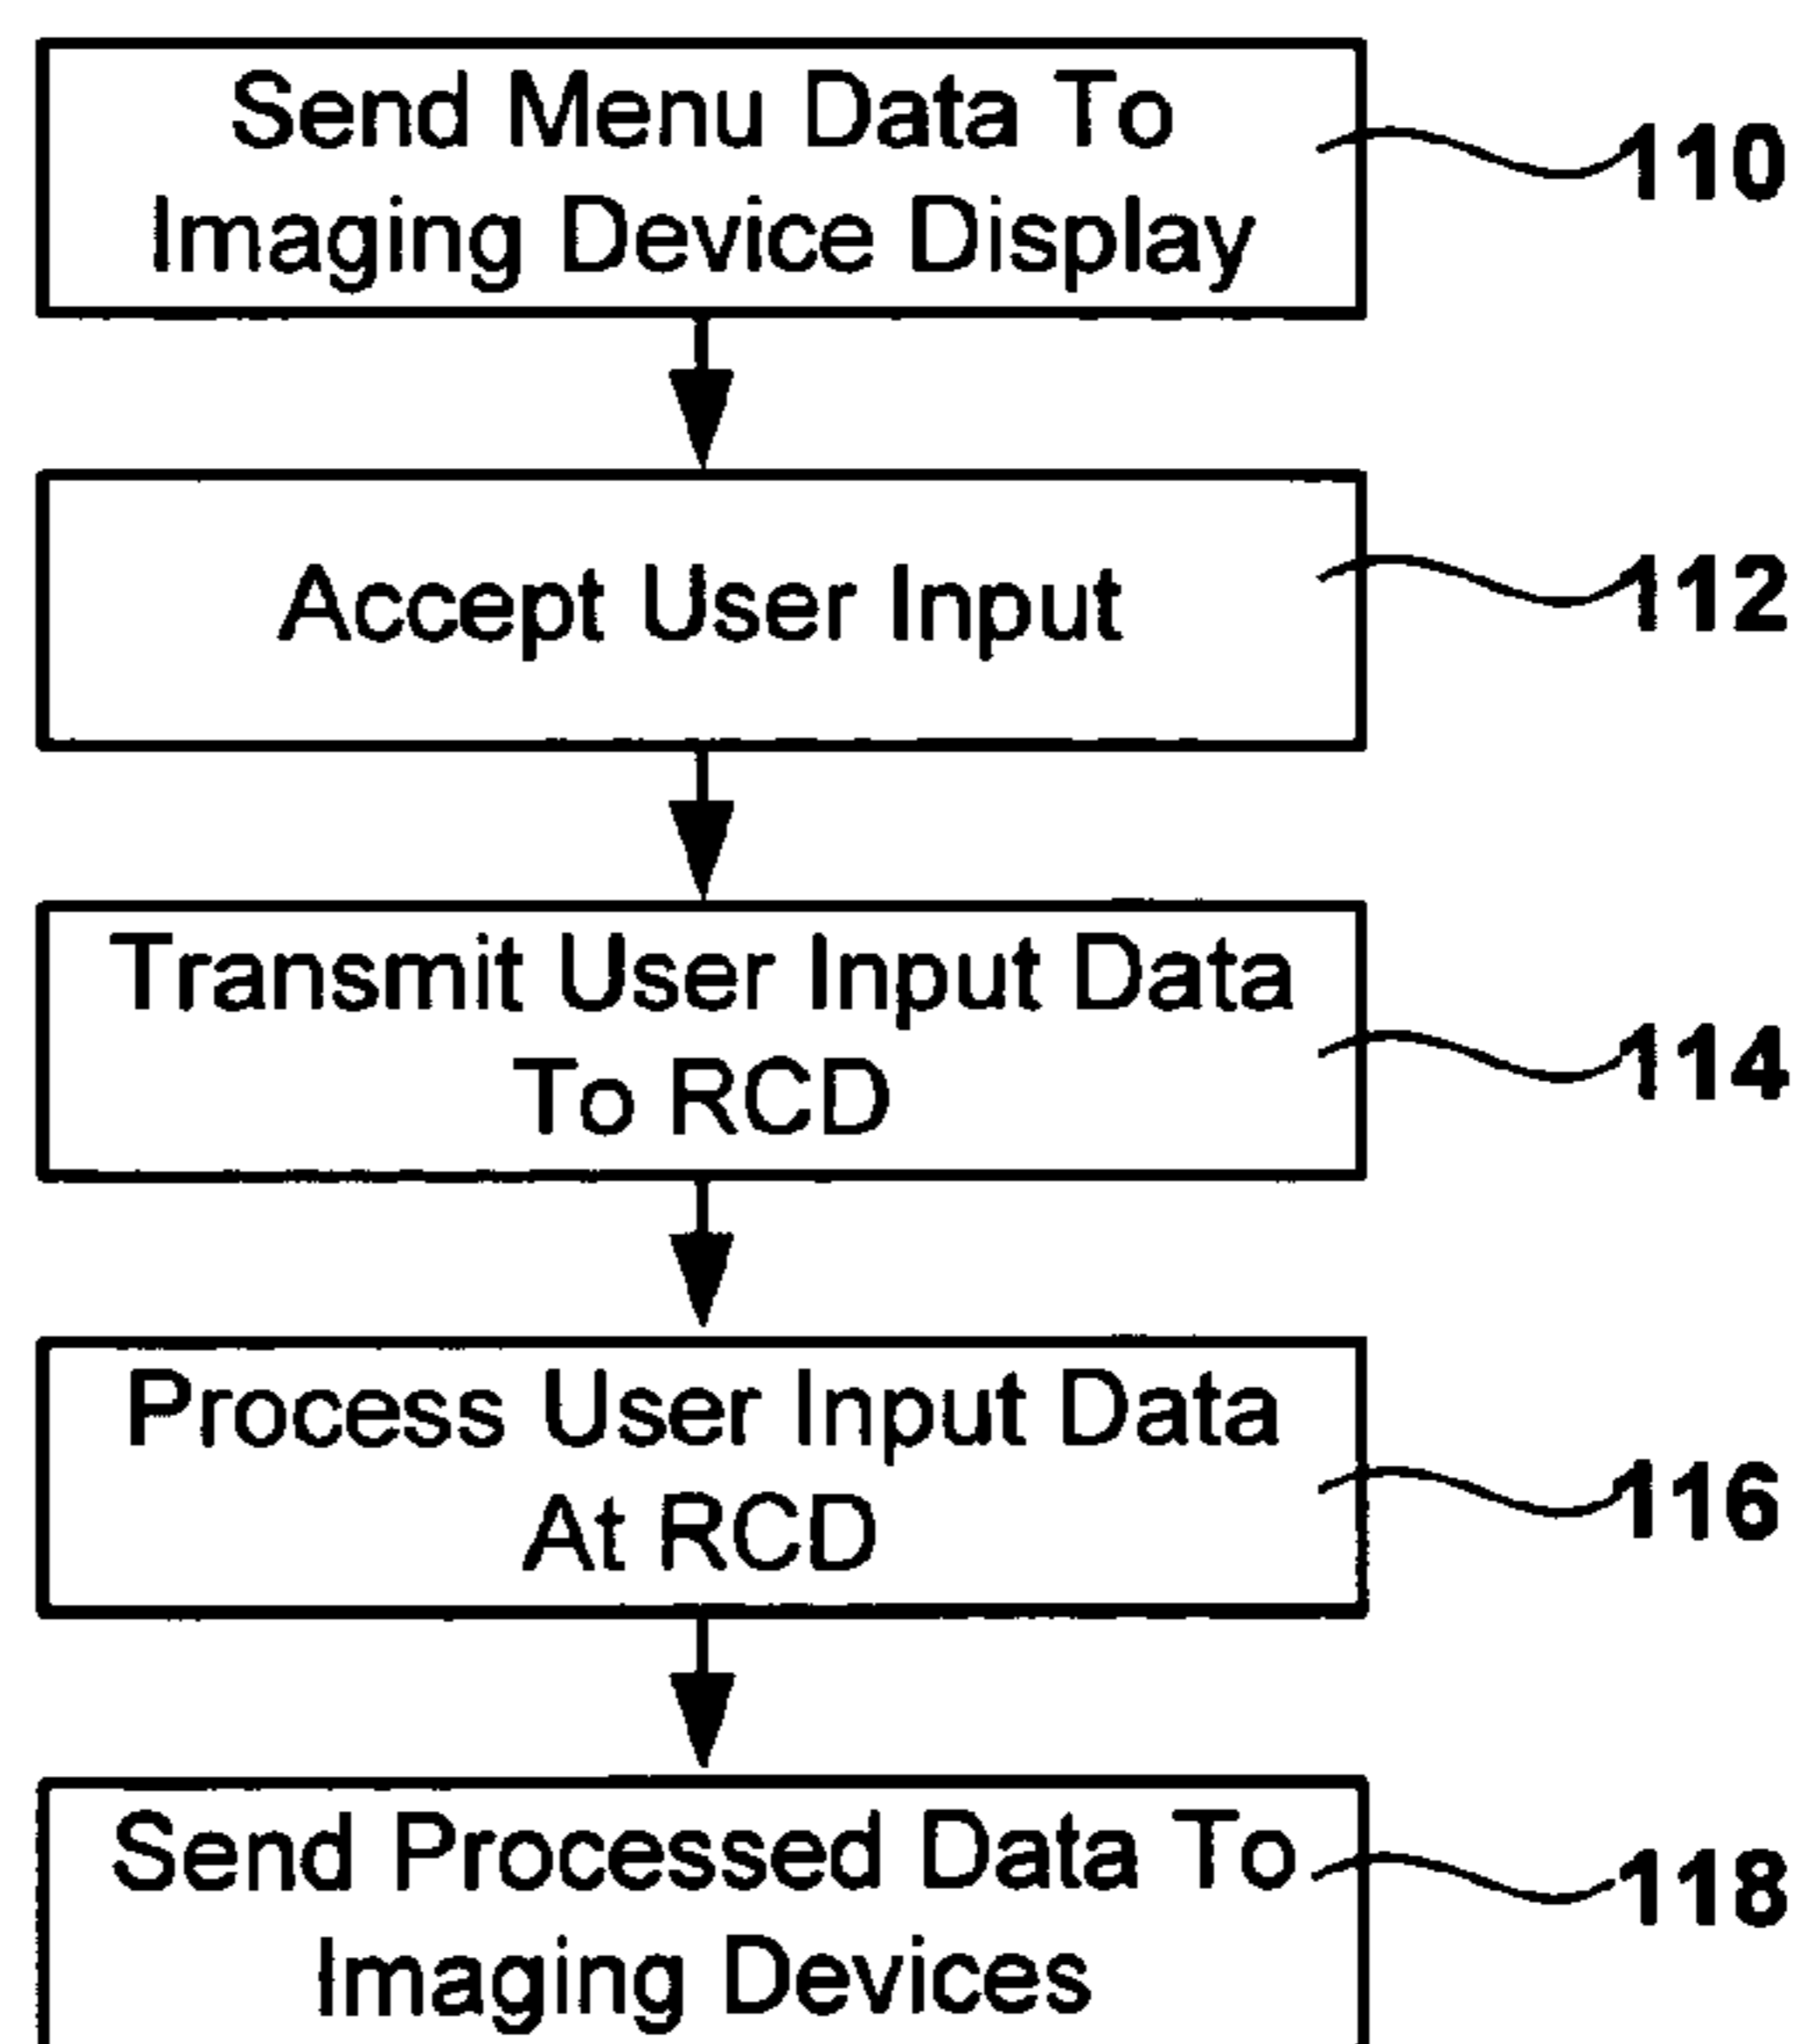 Send Menu Data To
Imaging Device Display
110
Accept User Input
112
Transmit User Input Data
To RCD
114
Process User Input Data
At RCD
116
Send Processed Data To
Imaging Devices
118